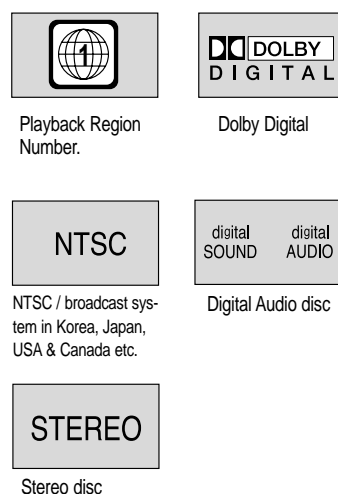 1
DOLBY
DIGITAL
Playback Region
Number.
Dolby Digital
NTSC
digital
SOUND
digital
AUDIO
NTSC / broadcast sys-
tem in Korea, Japan,
USA & Canada etc.
Digital Audio disc
STEREO
Stereo disc